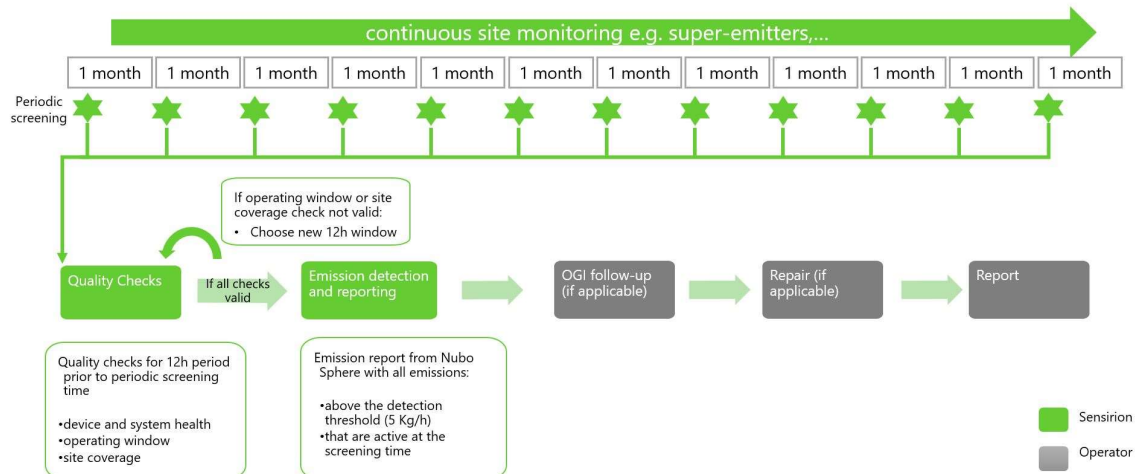 continuous site monitoring e.g. super-emitters,...
1 month
1 month
1 month
1 month
1 month
1 month
1 month
1 month
1 month
1 month
1 month
1 month
Periodic
screening
If operating window or site
coverage check not valid:
• Choose new 12h window
Quality Checks
If all checks
valid
Emission detection
and reporting
OGI follow-up
(if applicable)
Repair (if
applicable)
Report
Quality checks for 12h period
prior to periodic screening
time
•device and system health
•operating window
•site coverage
Emission report from Nubo
Sphere with all emissions:
•above the detection
threshold (5 Kg/h)
•that are active at the
screening time
Sensirion
Operator